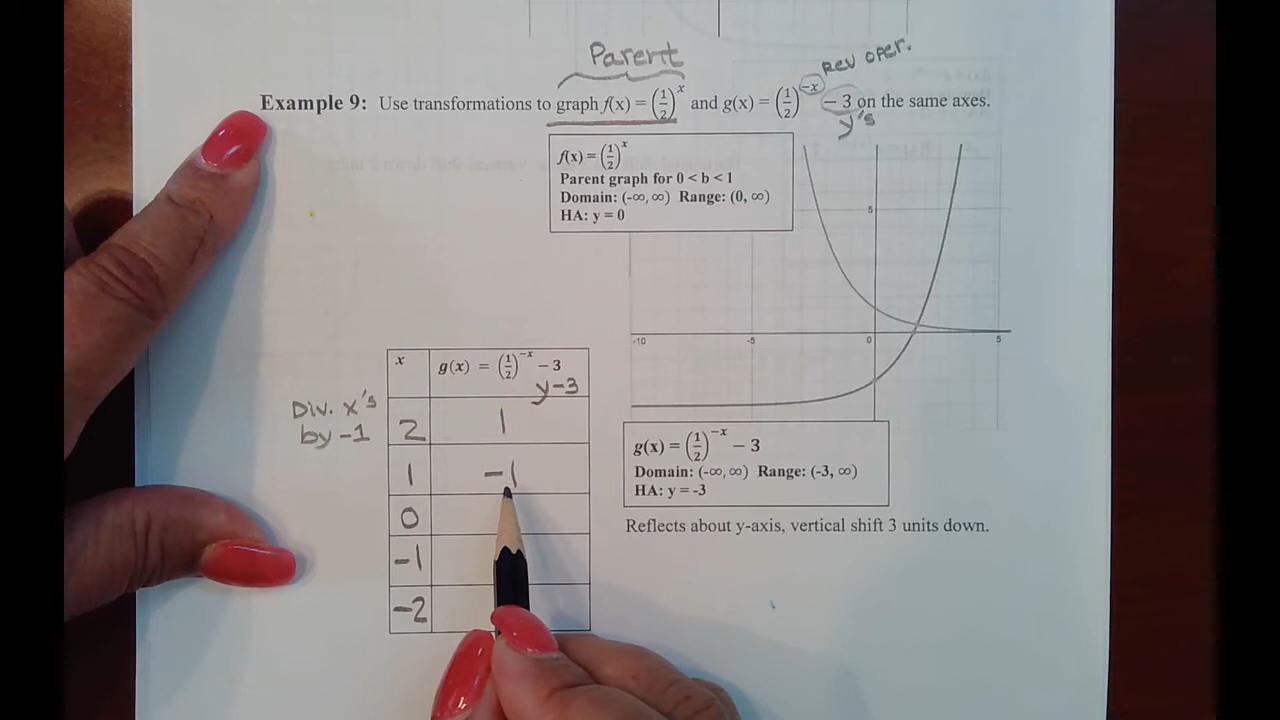 Parent
Rev oper.
Example 9: Use transformations to graph f(x) = (1/2)^x and g(x) = (1/2)^-x - 3 on the same axes.
y's
f(x) = (1/2)^x
Parent graph for 0 < b < 1
Domain: (-∞, ∞) Range: (0, ∞)
HA: y = 0
5
-10 -5 0 5
x g(x) = (1/2)^-x - 3
y-3
Div. x's
by -1
2 1
1 -1
0
-1
-2
g(x) = (1/2)^-x - 3
Domain: (-∞, ∞) Range: (-3, ∞)
HA: y = -3
Reflects about y-axis, vertical shift 3 units down.